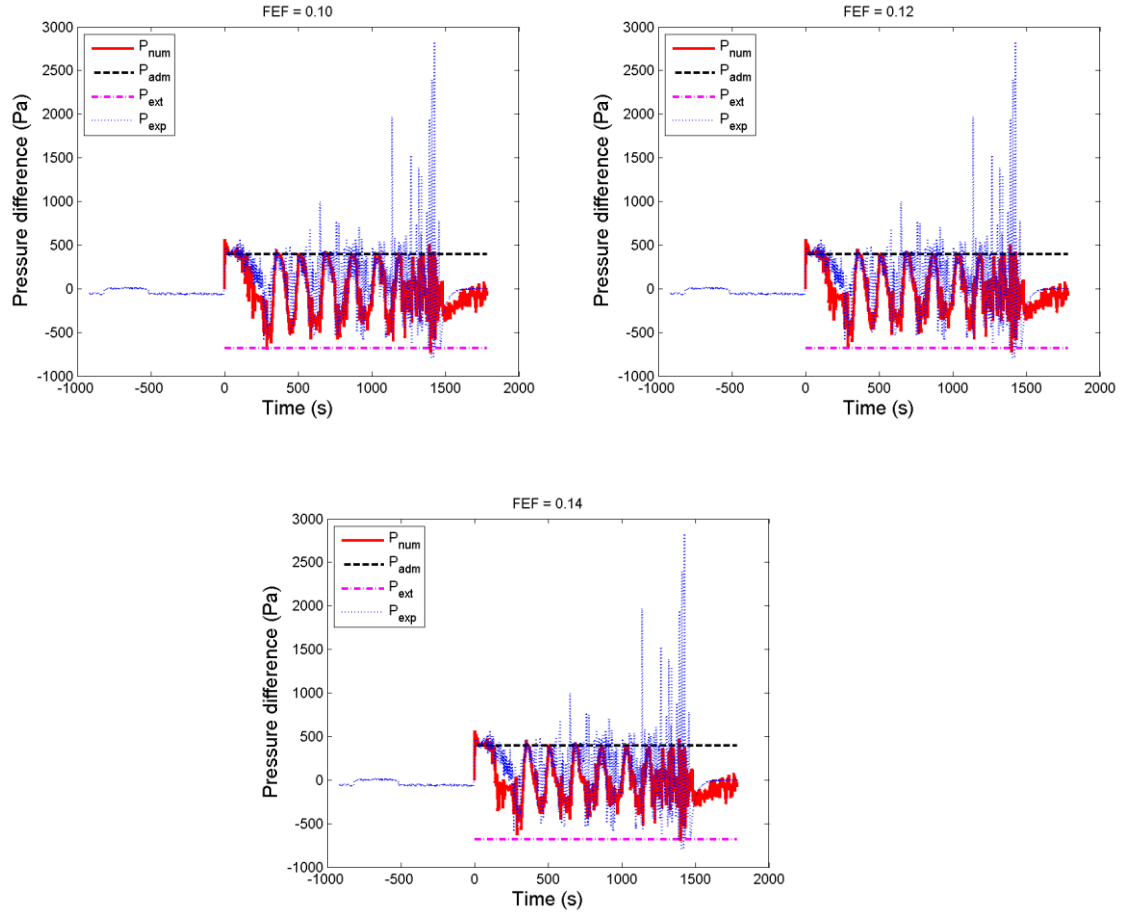 FEF = 0.10
3000
2500
2000
1500
1000
500
0
-500
-1000
Pressure difference (Pa)
P_num
P_adm
P_ext
P_exp
-1000 -500 0 500 1000 1500 2000
Time (s)
FEF = 0.12
3000
2500
2000
1500
1000
500
0
-500
-1000
Pressure difference (Pa)
P_num
P_adm
P_ext
P_exp
-1000 -500 0 500 1000 1500 2000
Time (s)
FEF = 0.14
3000
2500
2000
1500
1000
500
0
-500
-1000
Pressure difference (Pa)
P_num
P_adm
P_ext
P_exp
-1000 -500 0 500 1000 1500 2000
Time (s)